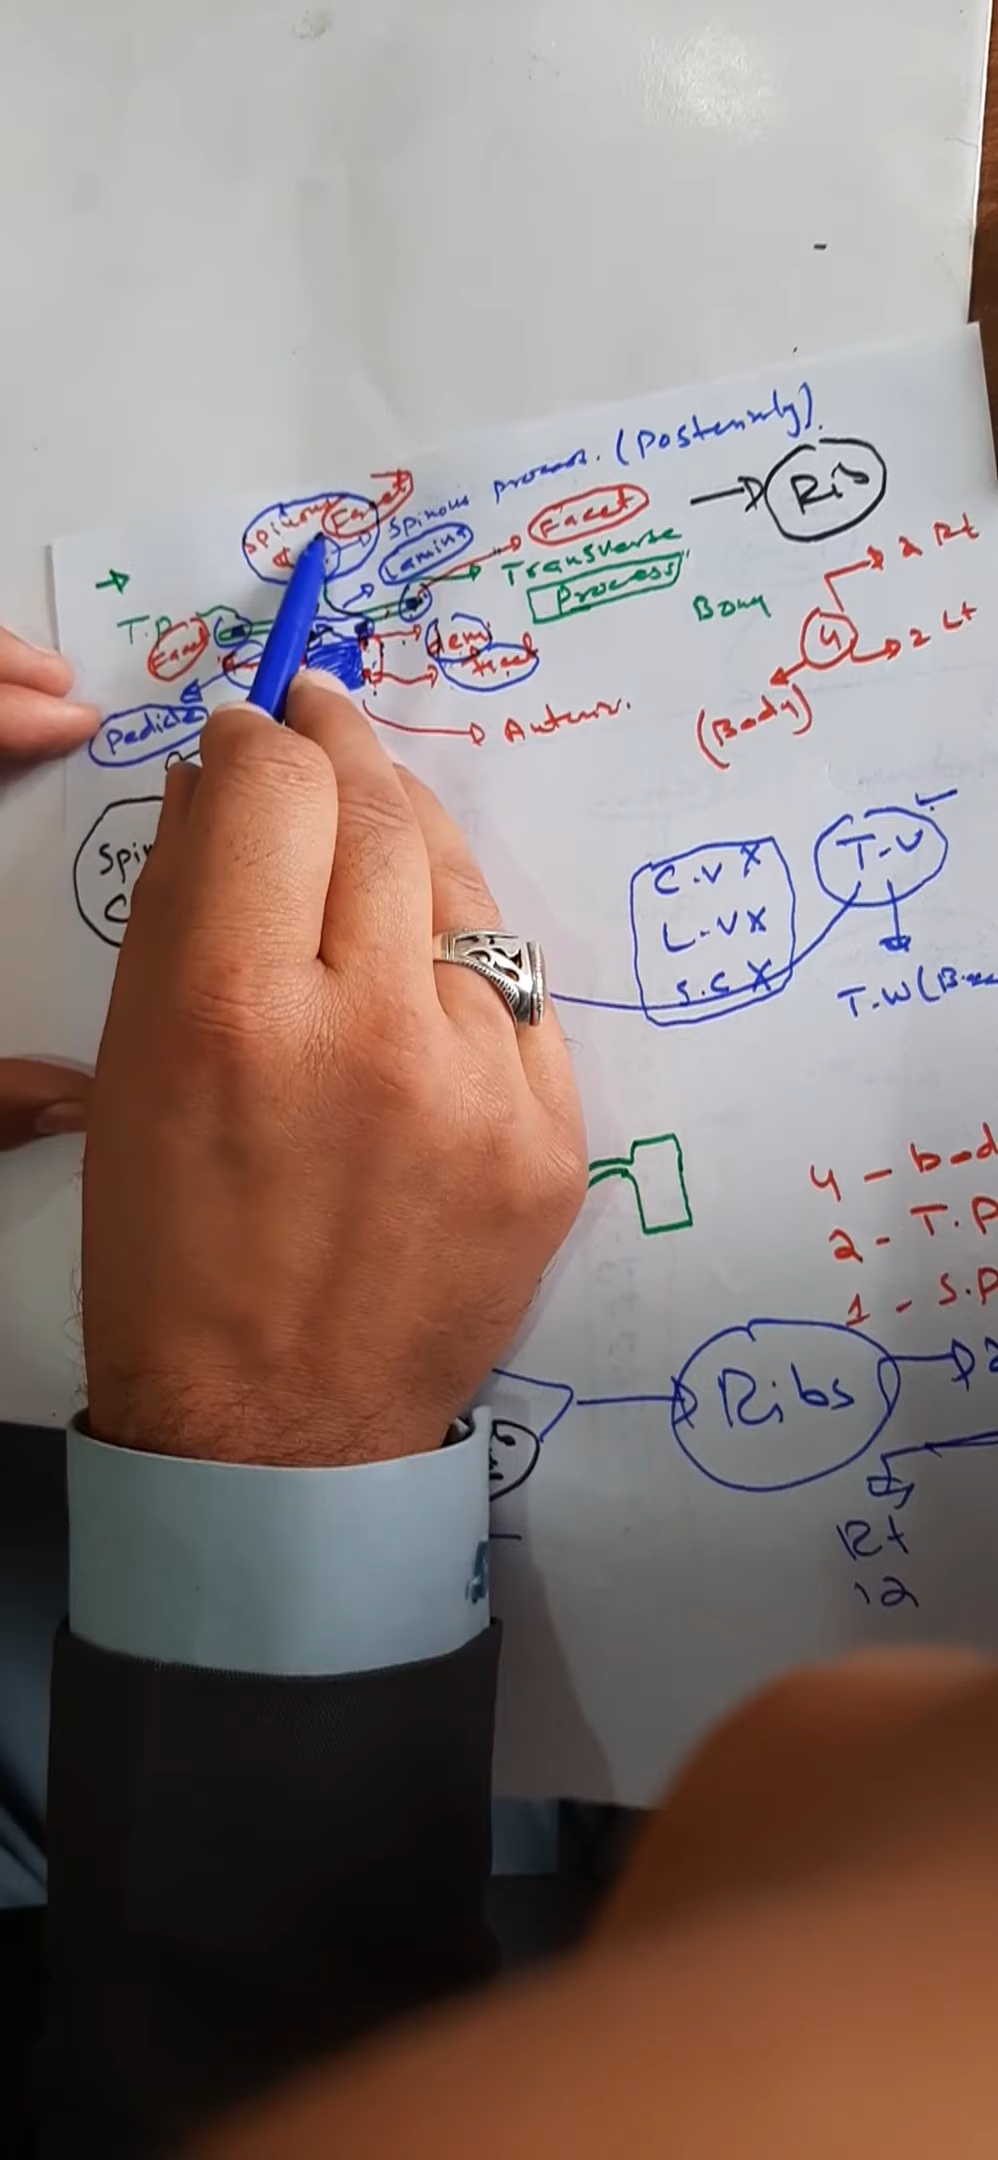 Spinous process. (Posteriorly).
Rib
Spinous
Facet
Lamina
Facet
Transverse
Process
T.P
Facet
Demi
facet
Pedicle
Anterior.
Bony
4
2 Rt
2 Lt
(Body)
C.V X
L.V X
S.C X
T.V
T.W (B
4 - bod
2 - T.P
1 - S.P
Ribs
Rt
12